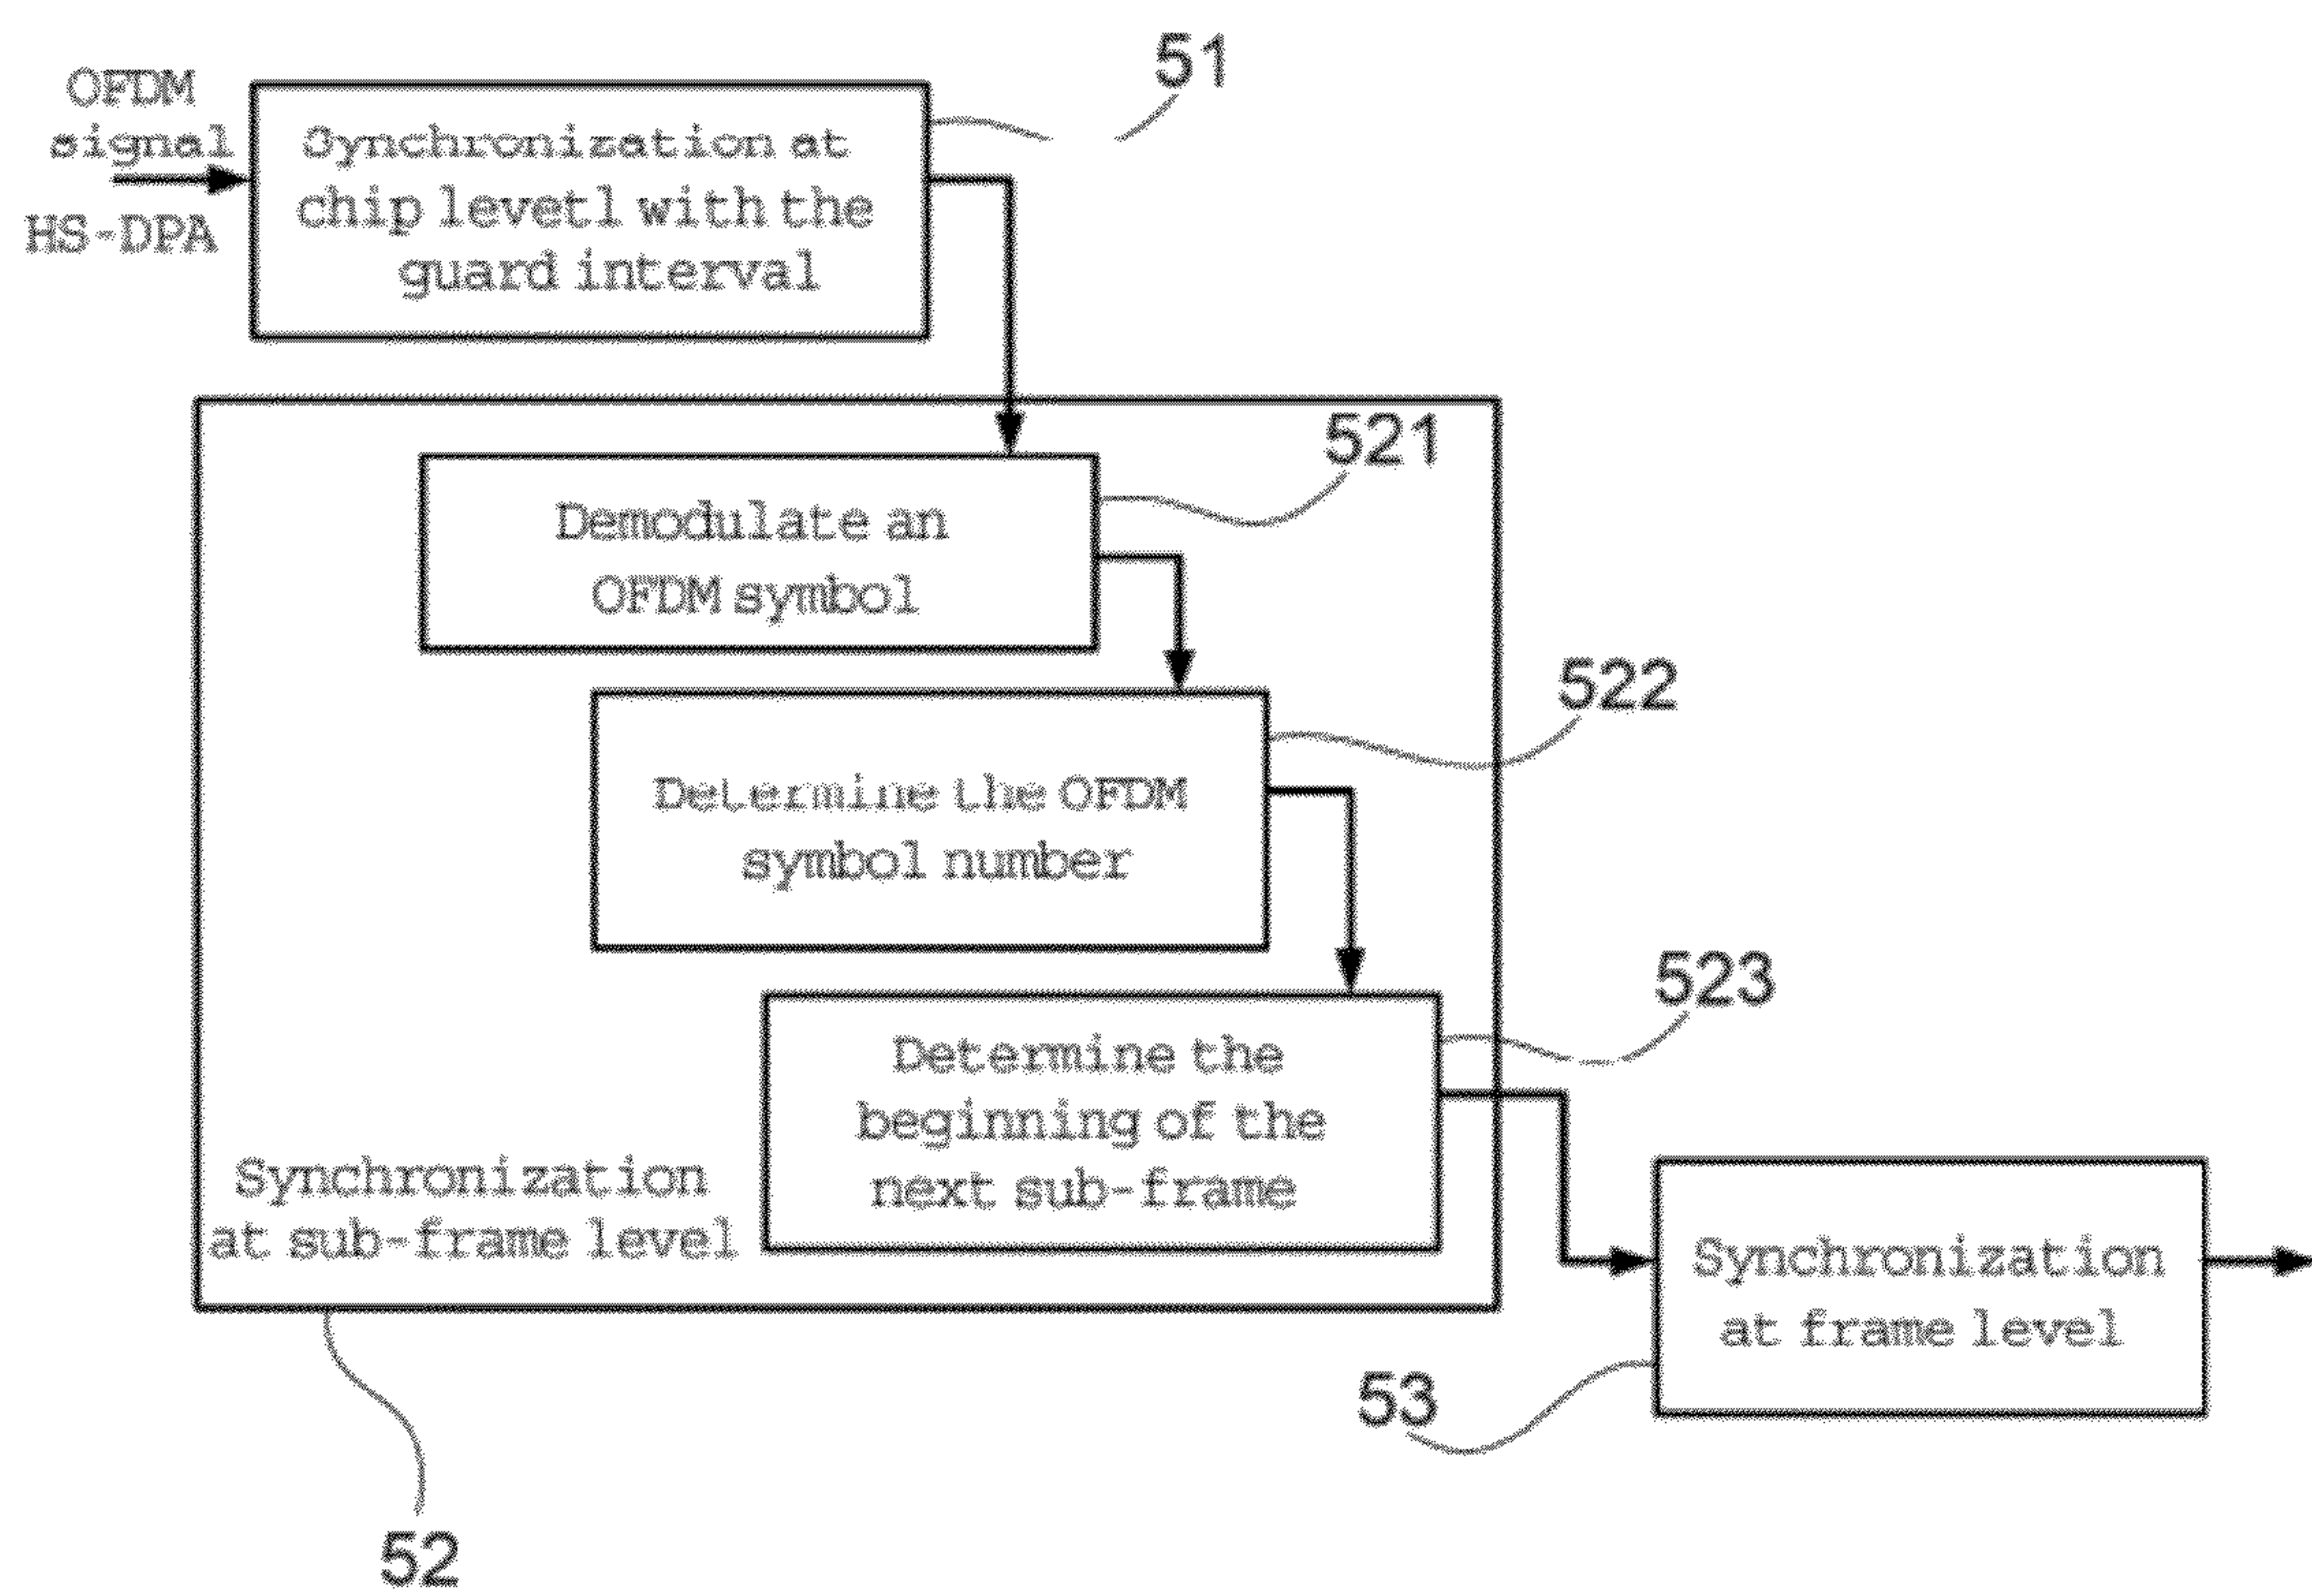 51
OFDM
signal
HS-DPA
Synchronization at
chip levetl with the
guard interval
521
Demodulate an
OFDM symbol
522
Determine the OFDM
symbol number
523
Determine the
beginning of the
next sub-frame
Synchronization
at sub-frame level
Synchronization
at frame level
53
52